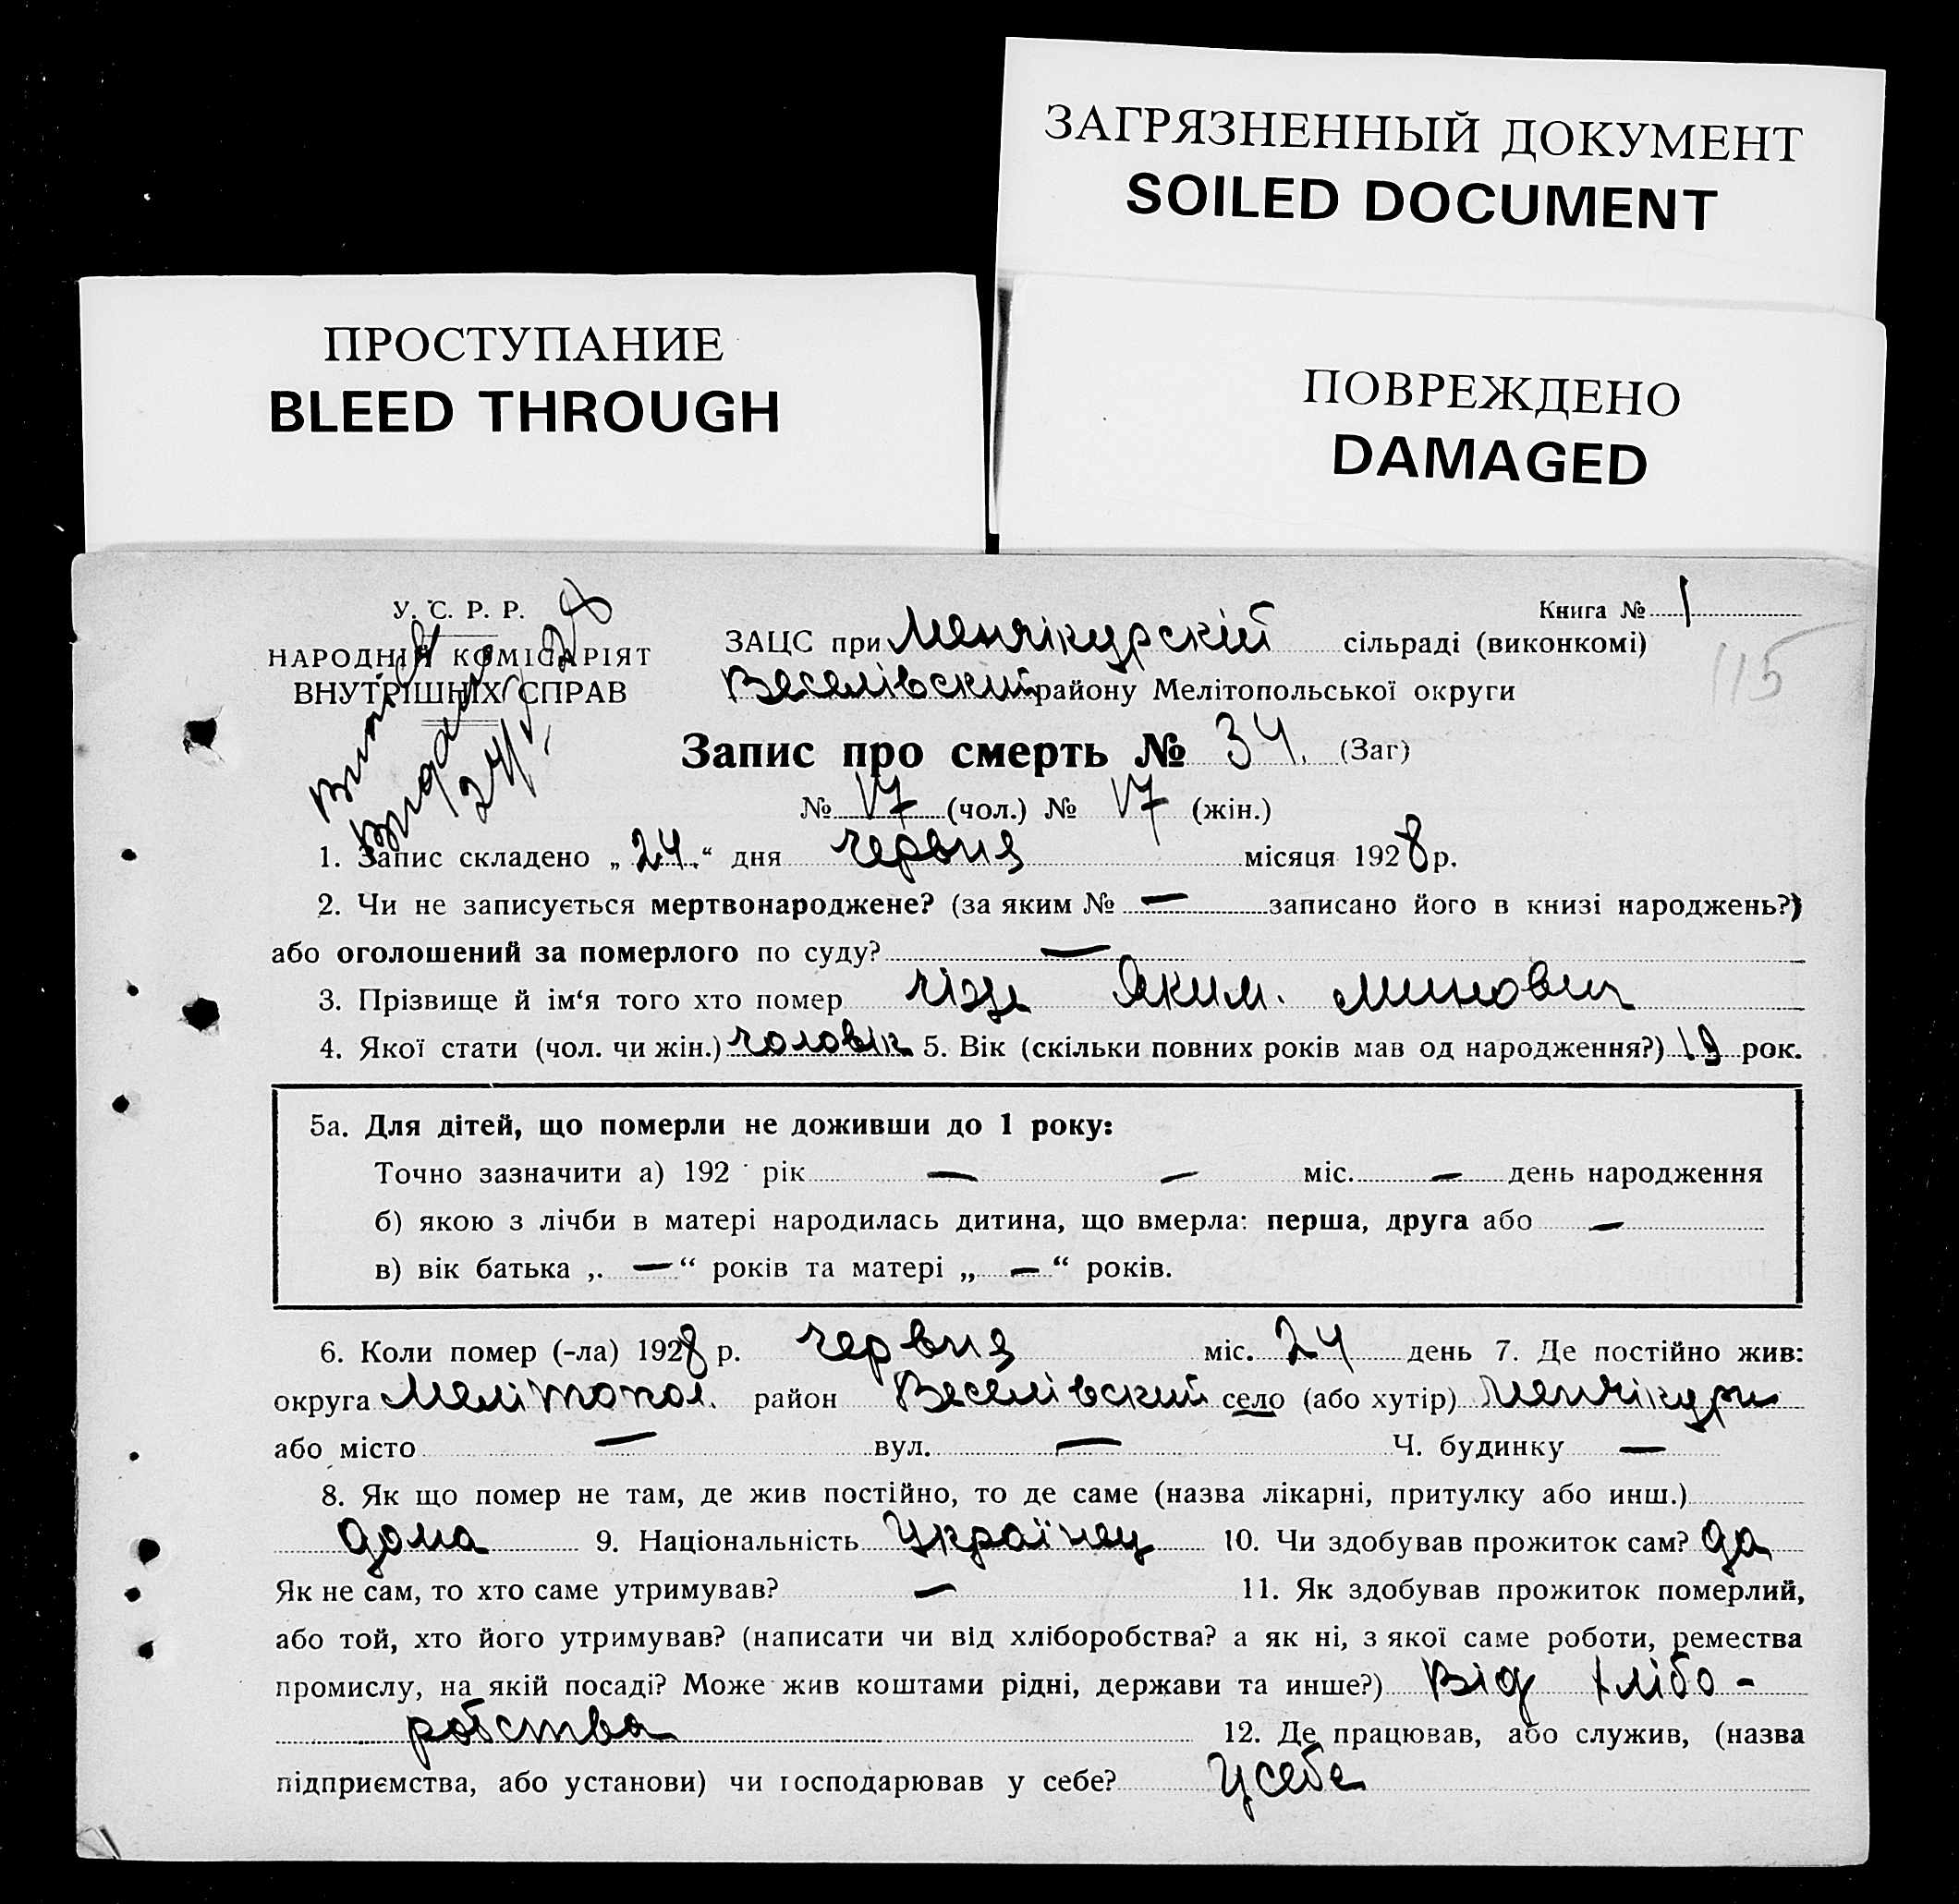 ЗАГРЯЗНЕННЫЙ ДОКУМЕНТ
SOILED DOCUMENT
ПРОСТУПАНИЕ
BLEED THROUGH
ПОВРЕЖДЕНО
DAMAGED
У. С. Р. Р.
НАРОДНІЙ КОМІСАРІЯТ
ВНУТРІШНИХ СПРАВ
Книга № 1
ЗАЦС при Менчікурскій сільраді (виконкомі)
Веселівский району Мелітопольської округи
115
Запис про смерть № 34. (Заг)
№ 17 (чол.) № 17 (жін.)
1. Запис складено „24.“ дня червня місяця 1928 р.
2. Чи не записується мертвонароджене? (за яким № — записано його в книзі народжень?)
або оголошений за померлого по суду? —
3. Прізвище й ім‘я того хто помер Яким.
4. Якої стати (чол. чи жін.) чоловік 5. Вік (скільки повних років мав од народження?) 19 рок.
5а. Для дітей, що померли не доживши до 1 року:
Точно зазначити а) 192 рік — — міс. — день народження
б) якою з лічби в матері народилась дитина, що вмерла: перша, друга або —
в) вік батька „ — “ років та матері „ — “ років.
6. Коли помер (-ла) 1928 р. червня міс. 24 день 7. Де постійно жив:
округа Мелітопол. район Веселівский село (або хутір) Менчікури
або місто — вул. — Ч. будинку —
8. Як що помер не там, де жив постійно, то де саме (назва лікарні, притулку або инш.)
дома 9. Національність Українец 10. Чи здобував прожиток сам? да
Як не сам, то хто саме утримував? — 11. Як здобував прожиток померлий,
або той, хто його утримував? (написати чи від хліборобства? а як ні, з якої саме роботи, ремества
промислу, на якій посаді? Може жив коштами рідні, держави та инше?) Від хлібо-
робства 12. Де працював, або служив, (назва
підприємства, або установи) чи господарював у себе? У себе